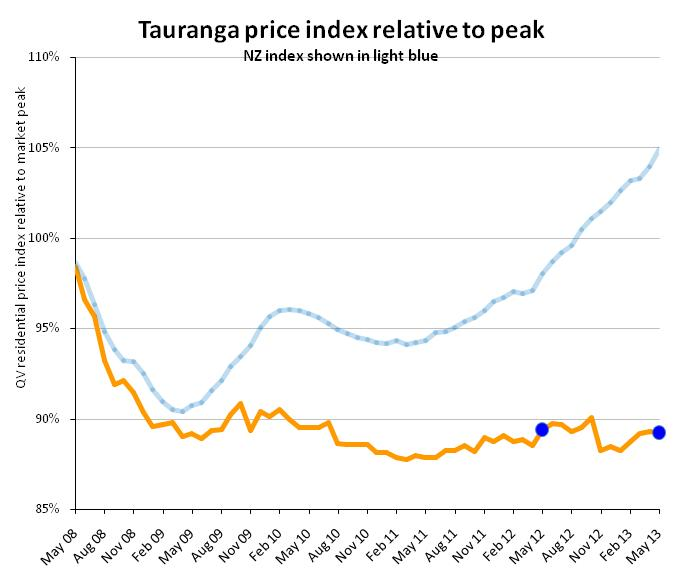 Tauranga price index relative to peak
NZ index shown in light blue
QV residential price index relative to market peak
110%
105%
100%
95%
90%
85%
May 08
Aug 08
Nov 08
Feb 09
May 09
Aug 09
Nov 09
Feb 10
May 10
Aug 10
Nov 10
Feb 11
May 11
Aug 11
Nov 11
Feb 12
May 12
Aug 12
Nov 12
Feb 13
May 13